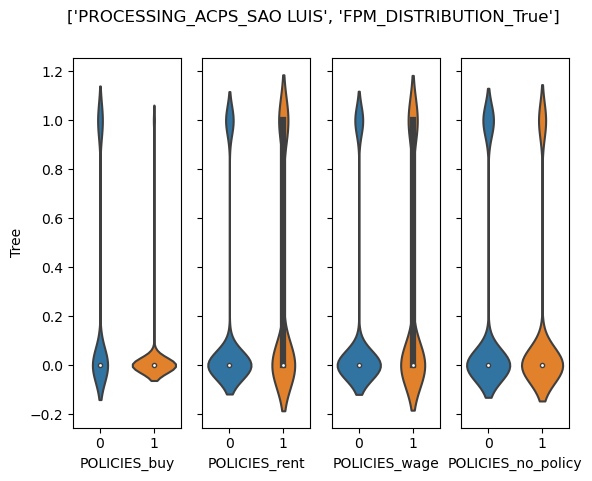 ['PROCESSING_ACPS_SAO LUIS', 'FPM_DISTRIBUTION_True']
1.2
1.0
0.8
0.6
0.4
0.2
0.0
−0.2
Tree
0 1 0 1 0 1 0 1
POLICIES_buy POLICIES_rent POLICIES_wage POLICIES_no_policy